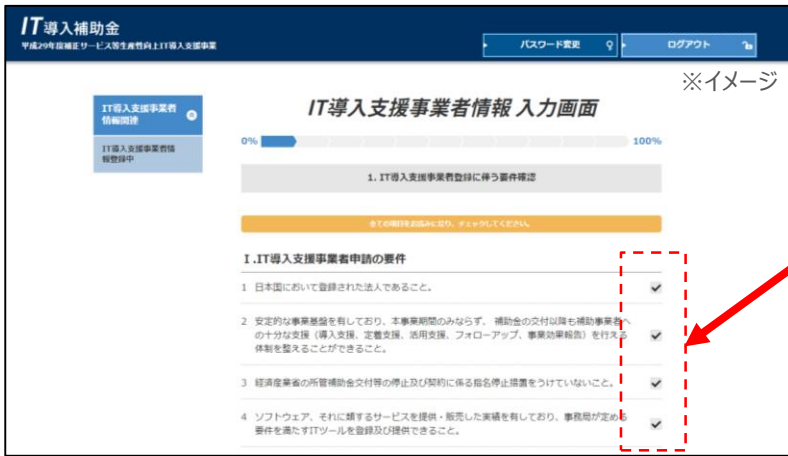 IT導入補助金
平成29年度補正サービス等生産性向上IT導入支援事業
パスワード変更
ログアウト
※イメージ
IT導入支援事業者
情報関連
IT導入支援事業者情
報登録中
IT導入支援事業者情報 入力画面
0%
100%
1. IT導入支援事業者登録に伴う要件確認
全ての項目をお読みになり、チェックしてください。
I .IT導入支援事業者申請の要件
1 日本国において登録された法人であること。
2 安定的な事業基盤を有しており、本事業期間のみならず、 補助金の交付以降も補助事業者へ
の十分な支援（導入支援、定着支援、活用支援、フォローアップ、事業効果報告）を行える
体制を整えることができること。
3 経済産業省の所管補助金交付等の停止及び契約に係る指名停止措置をうけていないこと。
4 ソフトウェア、それに類するサービスを提供・販売した実績を有しており、事務局が定める
要件を満たすITツールを登録及び提供できること。